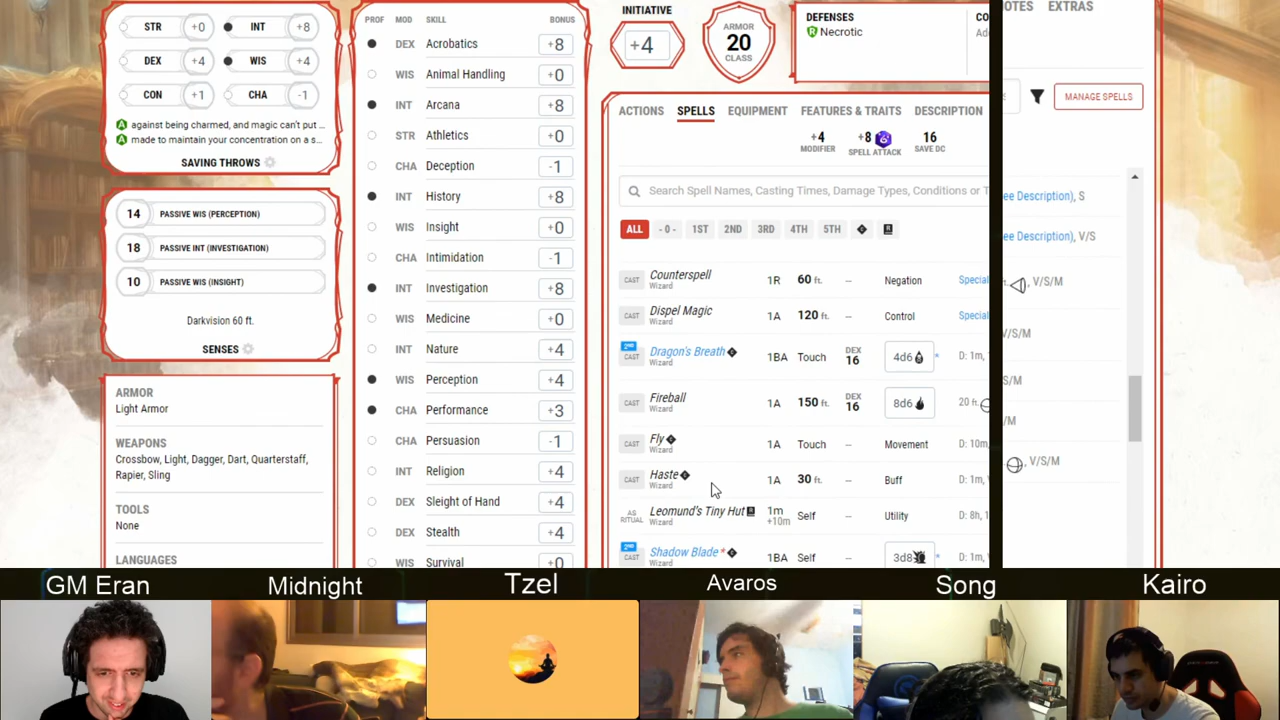 STR +0 INT +8
DEX +4 WIS +4
CON +1 CHA -1
A against being charmed, and magic can't put ...
A made to maintain your concentration on a s...
SAVING THROWS
14 PASSIVE WIS (PERCEPTION)
18 PASSIVE INT (INVESTIGATION)
10 PASSIVE WIS (INSIGHT)
Darkvision 60 ft.
SENSES
ARMOR
Light Armor
WEAPONS
Crossbow, Light, Dagger, Dart, Quarterstaff,
Rapier, Sling
TOOLS
None
LANGUAGES
PROF MOD SKILL BONUS
DEX Acrobatics +8
WIS Animal Handling +0
INT Arcana +8
STR Athletics +0
CHA Deception -1
INT History +8
WIS Insight +0
CHA Intimidation -1
INT Investigation +8
WIS Medicine +0
INT Nature +4
WIS Perception +4
CHA Performance +3
CHA Persuasion -1
INT Religion +4
DEX Sleight of Hand +4
DEX Stealth +4
WIS Survival +0
INITIATIVE
+4
ARMOR
20
CLASS
DEFENSES
R Necrotic
CO
Ad
OTES EXTRAS
MANAGE SPELLS
ACTIONS SPELLS EQUIPMENT FEATURES & TRAITS DESCRIPTION
+4 +8 16
MODIFIER SPELL ATTACK SAVE DC
Search Spell Names, Casting Times, Damage Types, Conditions or T
ALL - 0 - 1ST 2ND 3RD 4TH 5TH
CAST Counterspell 1R 60 ft. -- Negation Special
Wizard
CAST Dispel Magic 1A 120 ft. -- Control Special
Wizard
2ND CAST Dragon's Breath 1BA Touch DEX 16 4d6 * D: 1m,
Wizard
CAST Fireball 1A 150 ft. DEX 16 8d6 20 ft.
Wizard
CAST Fly 1A Touch -- Movement D: 10m,
Wizard
CAST Haste 1A 30 ft. -- Buff D: 1m,
Wizard
AS RITUAL Leomund's Tiny Hut 1m +10m Self -- Utility D: 8h, 1
Wizard
2ND CAST Shadow Blade * 1BA Self -- 3d8 * D: 1m,
Wizard
ee Description), S
ee Description), V/S
, V/S/M
V/S/M
S/M
/M
, V/S/M
GM Eran Midnight Tzel Avaros Song Kairo